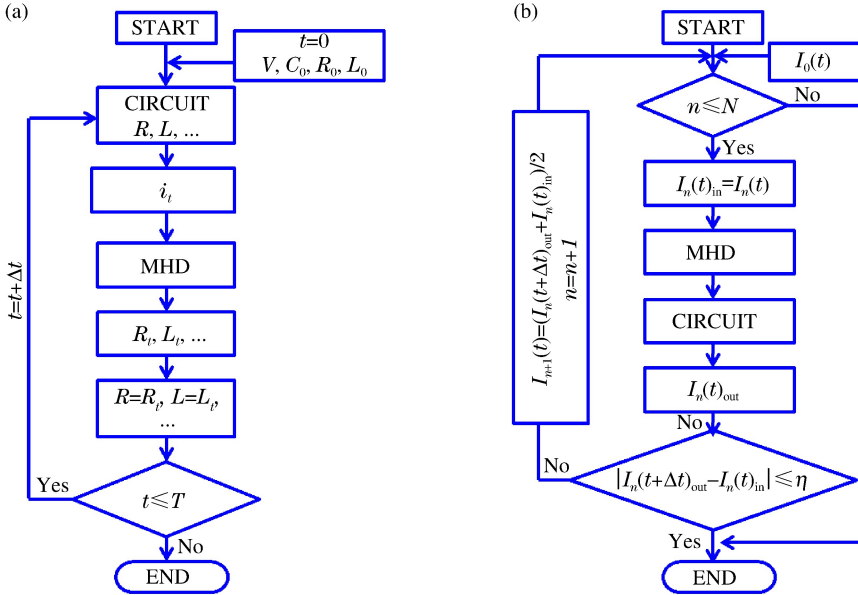 (a)
START
t=0
V, C₀, R₀, L₀
CIRCUIT
R, L, ...
iₜ
MHD
Rₜ, Lₜ, ...
R=Rₜ, L=Lₜ,
...
t≤T
Yes
No
END
t=t+Δt
(b)
START
I₀(t)
n≤N
No
Yes
Iₙ(t)ᵢₙ=Iₙ(t)
MHD
CIRCUIT
Iₙ(t)ₒᵤₜ
No
|Iₙ(t+Δt)ₒᵤₜ−Iₙ(t)ᵢₙ|≤η
No
Yes
END
Iₙ₊₁(t)=(Iₙ(t+Δt)ₒᵤₜ+Iₙ(t)ᵢₙ)/2
n=n+1